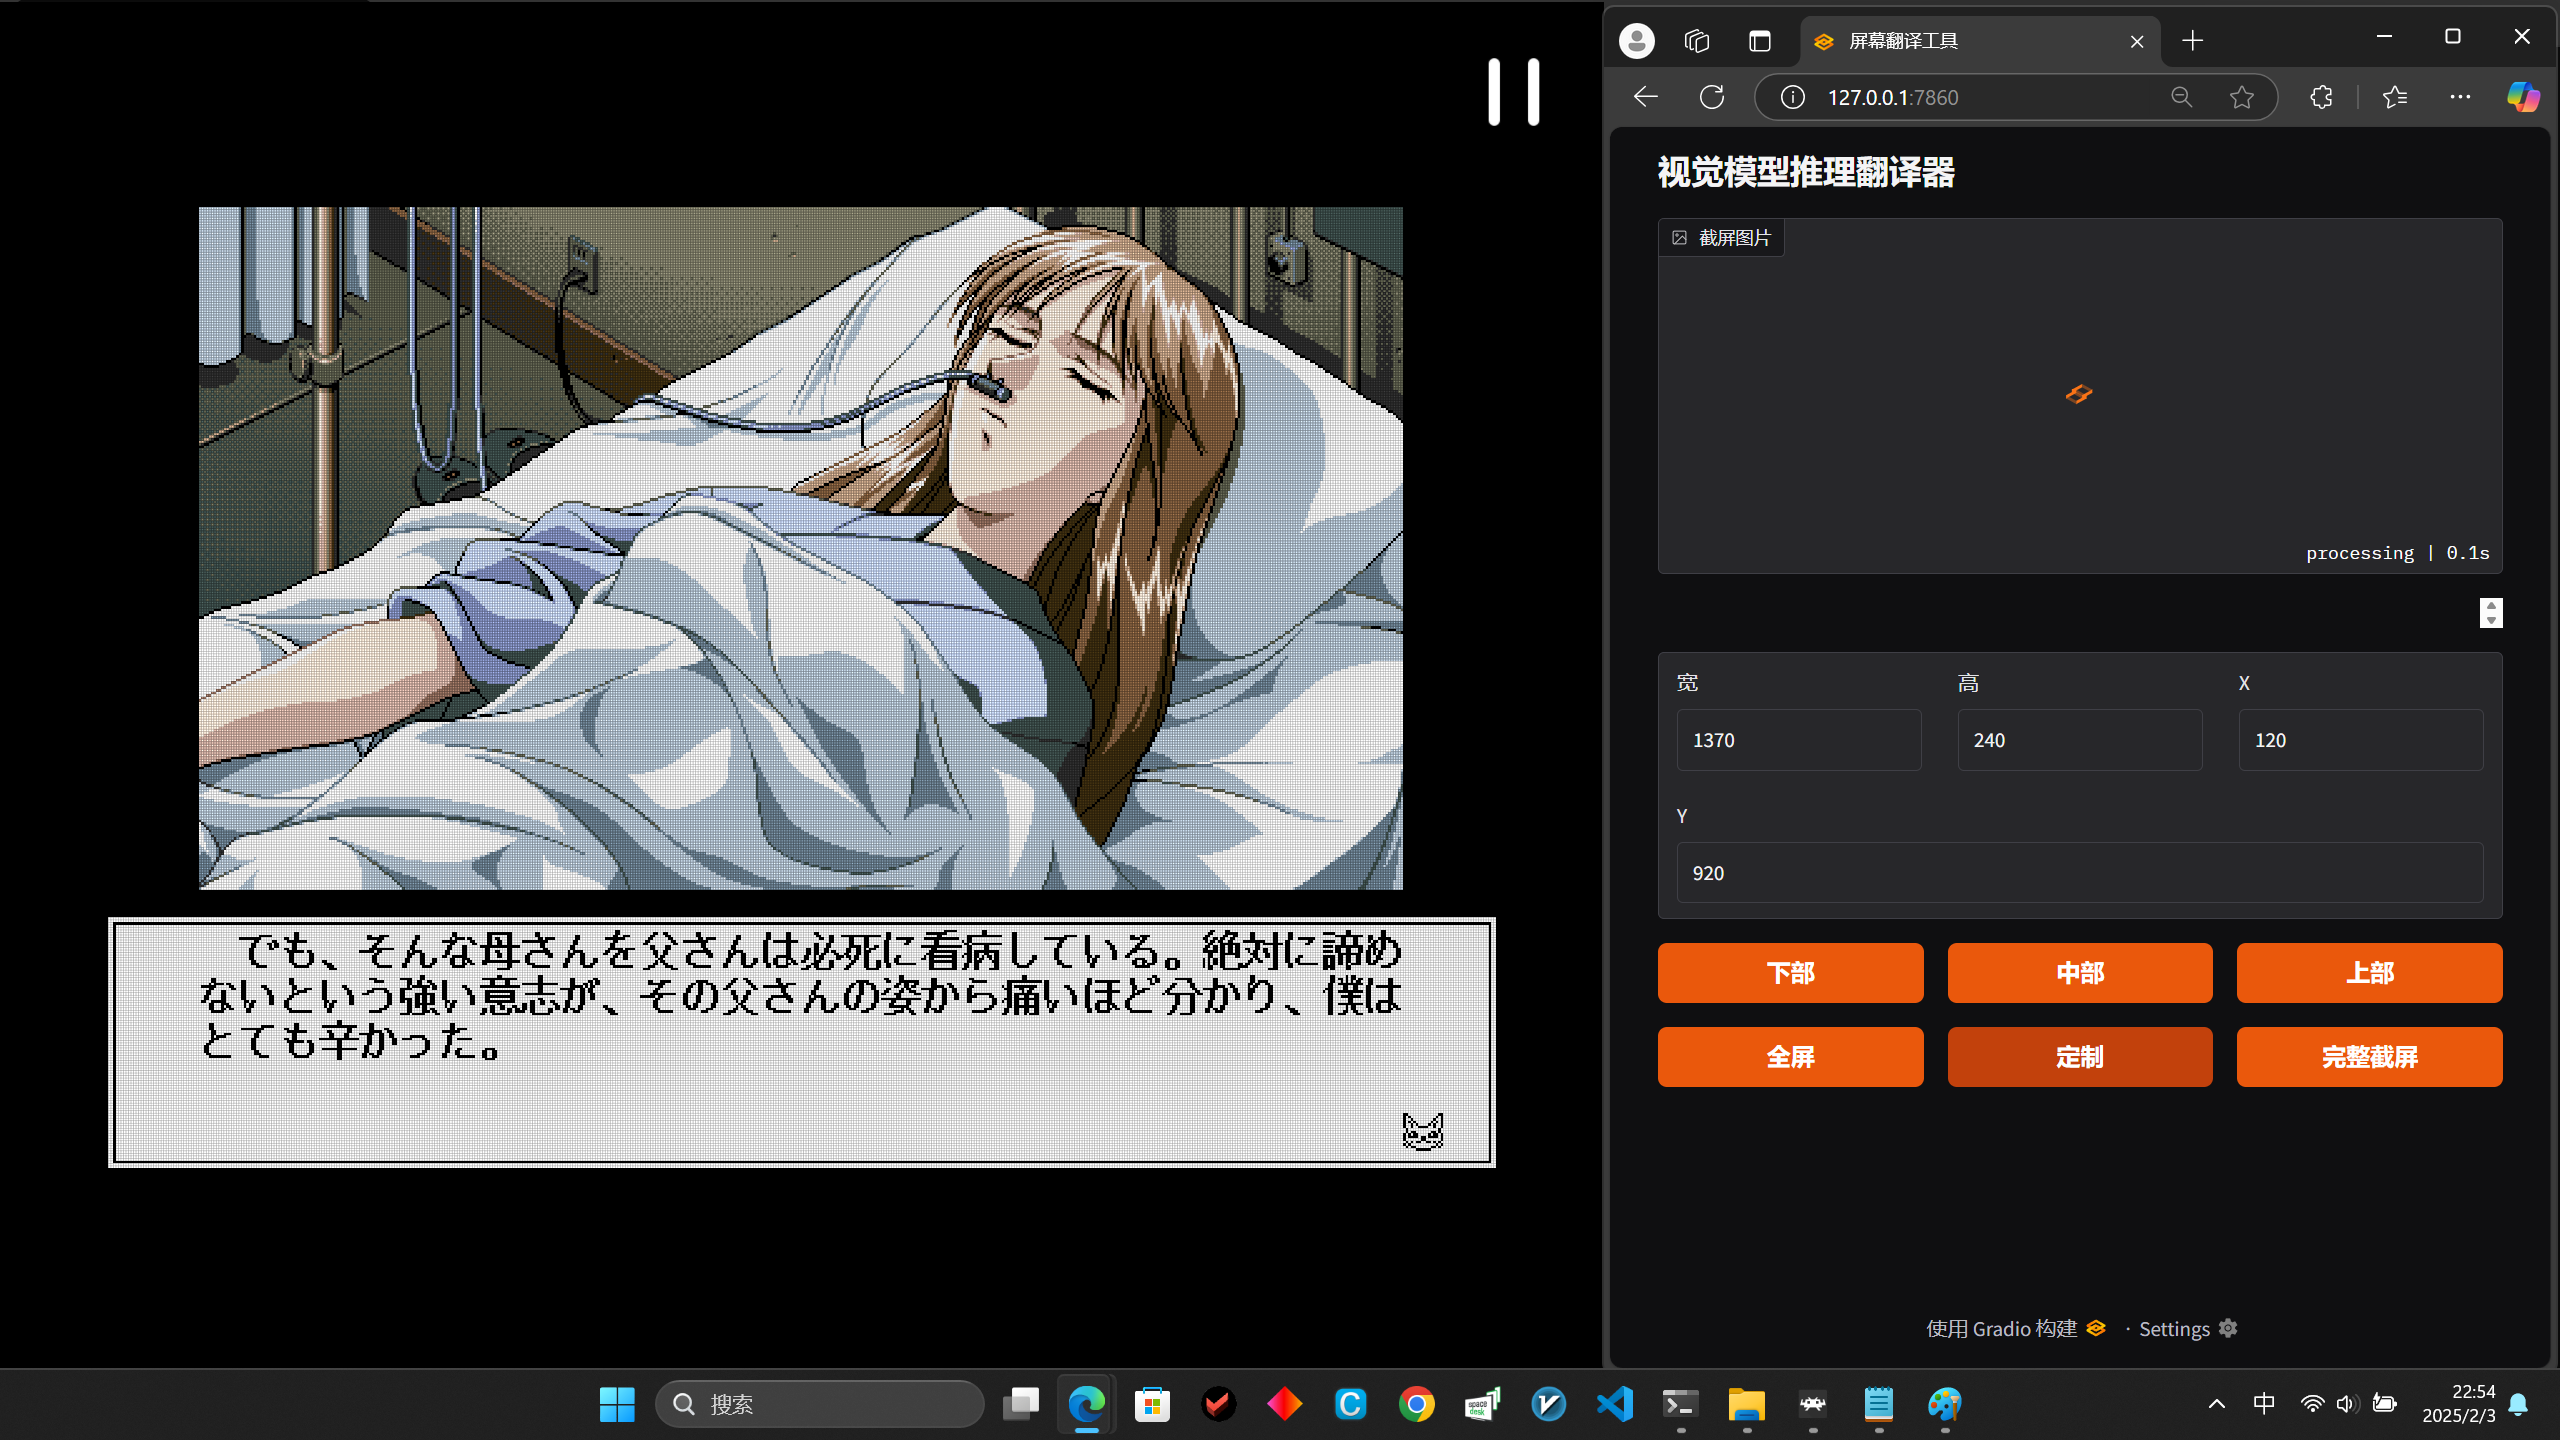 でも、そんな母さんを父さんは必死に看病している。絶対に諦め
ないという強い意志が、その父さんの姿から痛いほど分かり、僕は
とても辛かった。
屏幕翻译工具
127.0.0.1:7860
视觉模型推理翻译器
截屏图片
processing | 0.1s
宽 高 X
1370 240 120
Y
920
下部 中部 上部
全屏 定制 完整截屏
使用 Gradio 构建 · Settings
搜索
space desk
中
22:54
2025/2/3